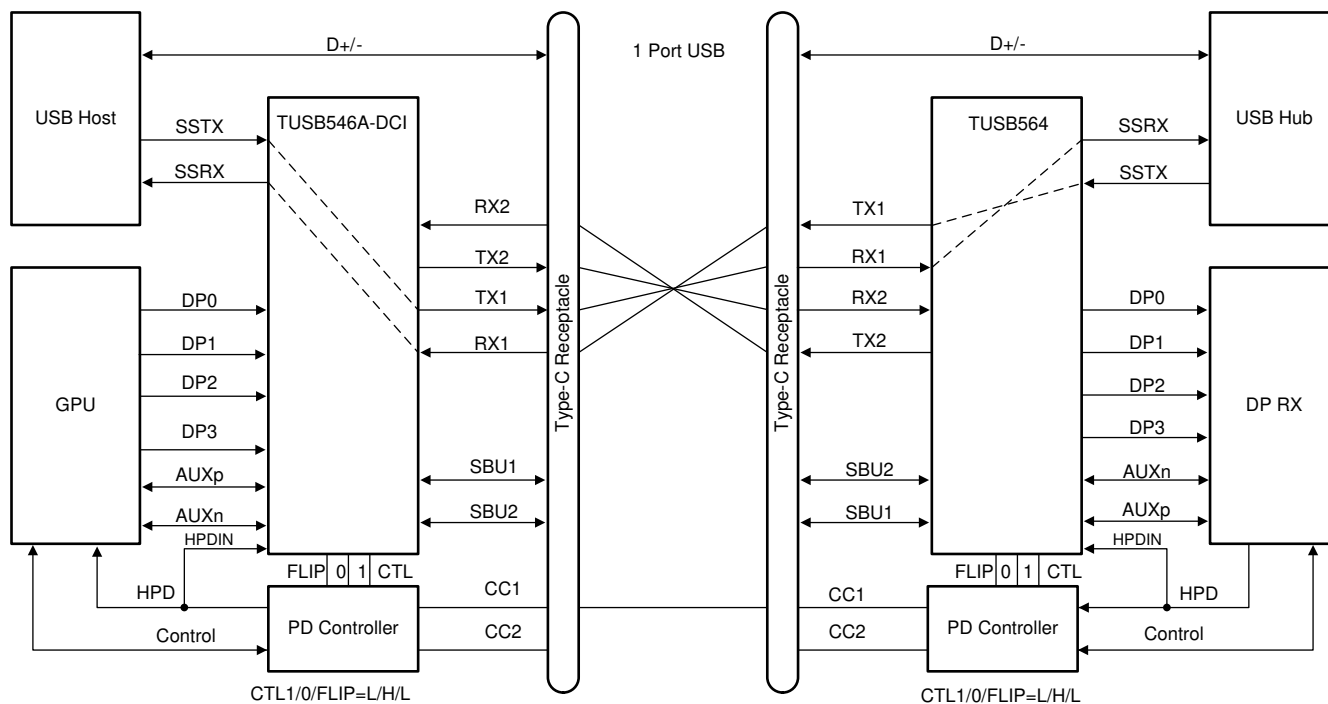 D+/-
1 Port USB
D+/-
USB Host
TUSB546A-DCI
TUSB564
USB Hub
SSTX
SSRX
SSRX
SSTX
RX2
TX2
TX1
RX1
Type-C Receptacle
Type-C Receptacle
TX1
RX1
RX2
TX2
GPU
DP0
DP1
DP2
DP3
AUXp
AUXn
HPDIN
SBU1
SBU2
SBU2
SBU1
DP0
DP1
DP2
DP3
AUXn
AUXp
HPDIN
DP RX
FLIP 0 1 CTL
FLIP 0 1 CTL
HPD
Control
PD Controller
CC1
CC2
CC1
CC2
PD Controller
HPD
Control
CTL1/0/FLIP=L/H/L
CTL1/0/FLIP=L/H/L